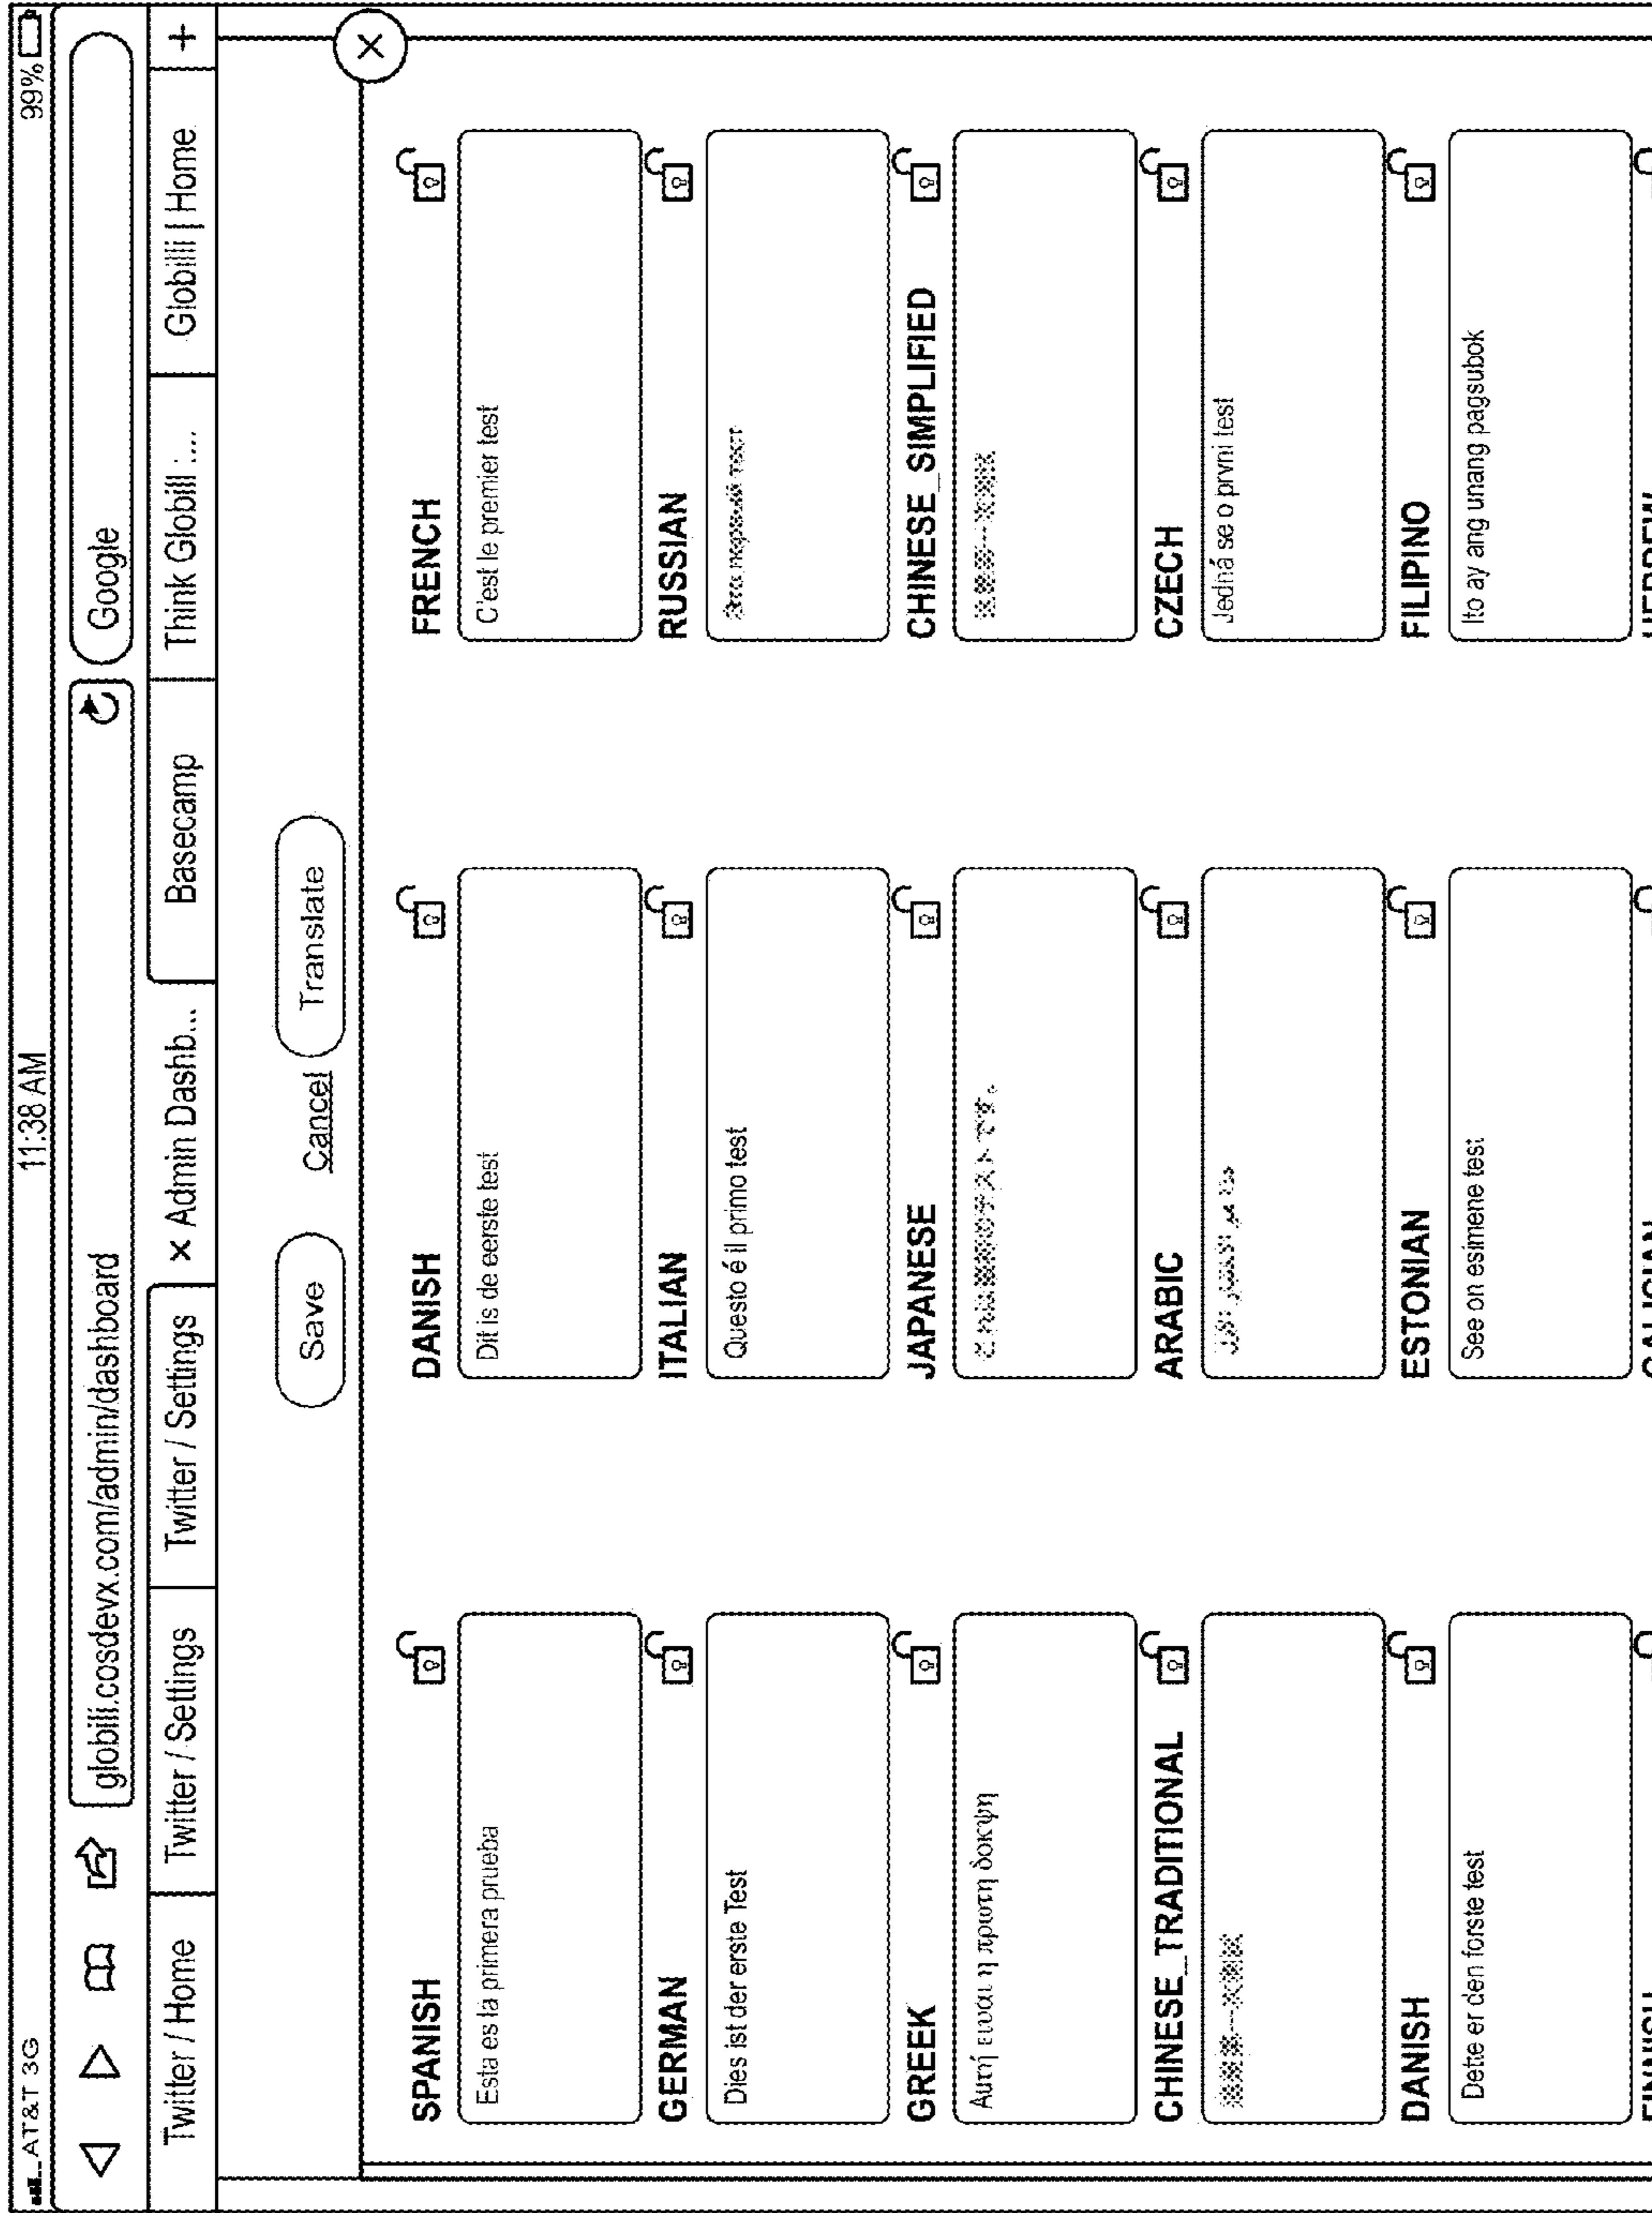 AT&T 3G 11:38 AM 99%
globili.cosdevx.com/admin/dashboard Google
Twitter / Home Twitter / Settings Twitter / Settings × Admin Dashb... Basecamp Think Globili :... Globili | Home +
Save Cancel Translate
SPANISH DANISH FRENCH
Esta es la primera prueba Dit is de eerste test C'est le premier test
GERMAN ITALIAN RUSSIAN
Dies ist der erste Test Questo é il primo test
GREEK JAPANESE CHINESE_SIMPLIFIED
Αυτή ειναι η πρωτη δοκψη
CHINESE_TRADITIONAL ARABIC CZECH
Jedná se o prvni test
DANISH ESTONIAN FILIPINO
Dette er den forste test See on esimene test Ito ay ang unang pagsubok